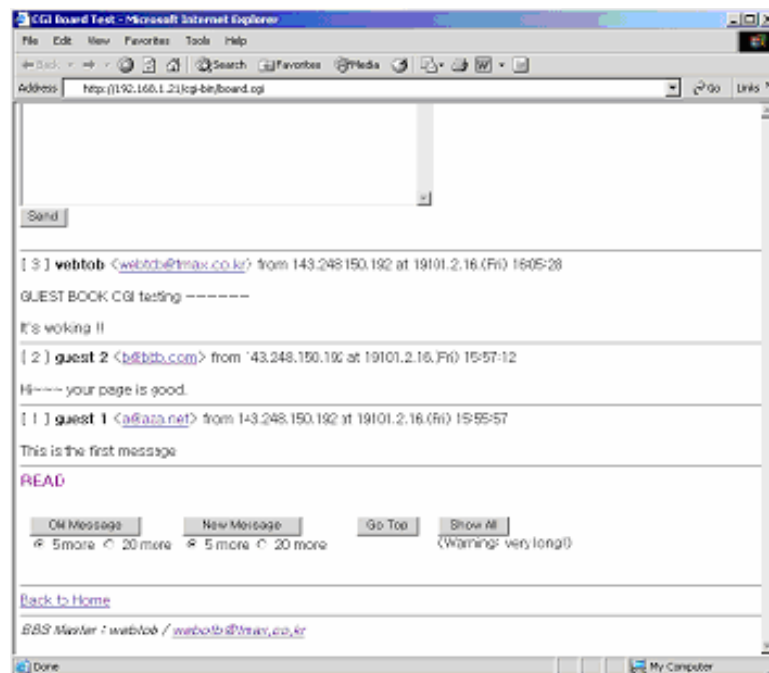 CGI Board Test - Microsoft Internet Explorer
File Edit View Favorites Tools Help
Back Search Favorites Media
Address http://192.168.1.21/cgi-bin/board.cgi Go Links
Send
[ 3 ] webtob <webtob@tmax.co.kr> from 143.248.150.192 at 19101.2.16.(Fri) 16:05:28
GUEST BOOK CGI testing ~~~~~~
It's woking !!
[ 2 ] guest 2 <b@btb.com> from 143.248.150.192 at 19101.2.16.(Fri) 15:57:12
Hi~~~ your page is good.
[ 1 ] guest 1 <a@aza.net> from 143.248.150.192 at 19101.2.16.(Fri) 15:55:57
This is the first message
READ
Old Message New Message Go Top Show All
5 more 20 more 5 more 20 more (Warning: very long!)
Back to Home
BBS Master : webtob / webotb@tmax.co.kr
Done My Computer